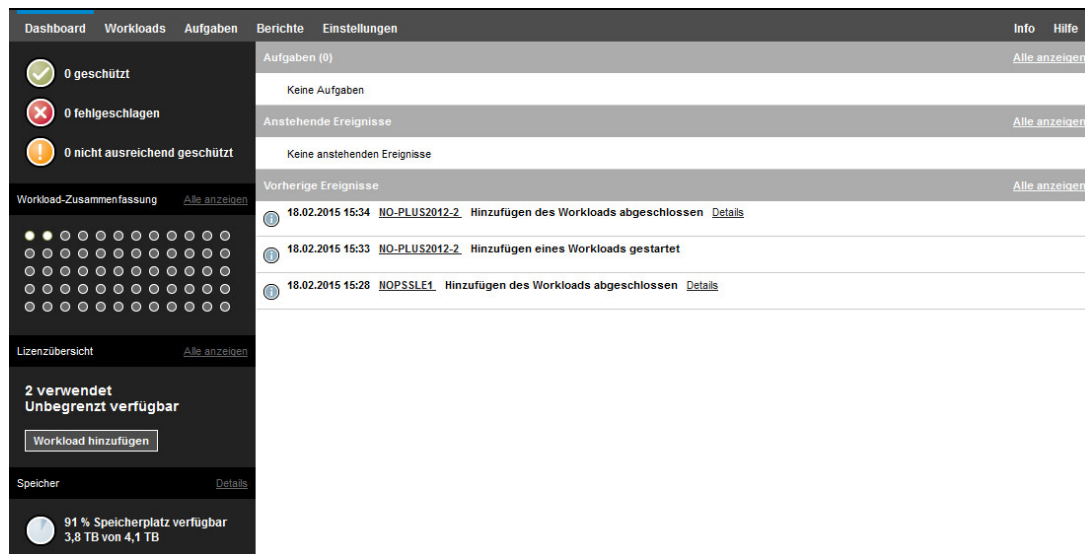 Dashboard Workloads Aufgaben Berichte Einstellungen Info Hilfe
0 geschützt
0 fehlgeschlagen
0 nicht ausreichend geschützt
Workload-Zusammenfassung Alle anzeigen
Lizenzübersicht Alle anzeigen
2 verwendet
Unbegrenzt verfügbar
Workload hinzufügen
Speicher Details
91 % Speicherplatz verfügbar
3,8 TB von 4,1 TB
Aufgaben (0) Alle anzeigen
Keine Aufgaben
Anstehende Ereignisse Alle anzeigen
Keine anstehenden Ereignisse
Vorherige Ereignisse Alle anzeigen
18.02.2015 15:34 NO-PLUS2012-2 Hinzufügen des Workloads abgeschlossen Details
18.02.2015 15:33 NO-PLUS2012-2 Hinzufügen eines Workloads gestartet
18.02.2015 15:28 NOPSSLE1 Hinzufügen des Workloads abgeschlossen Details